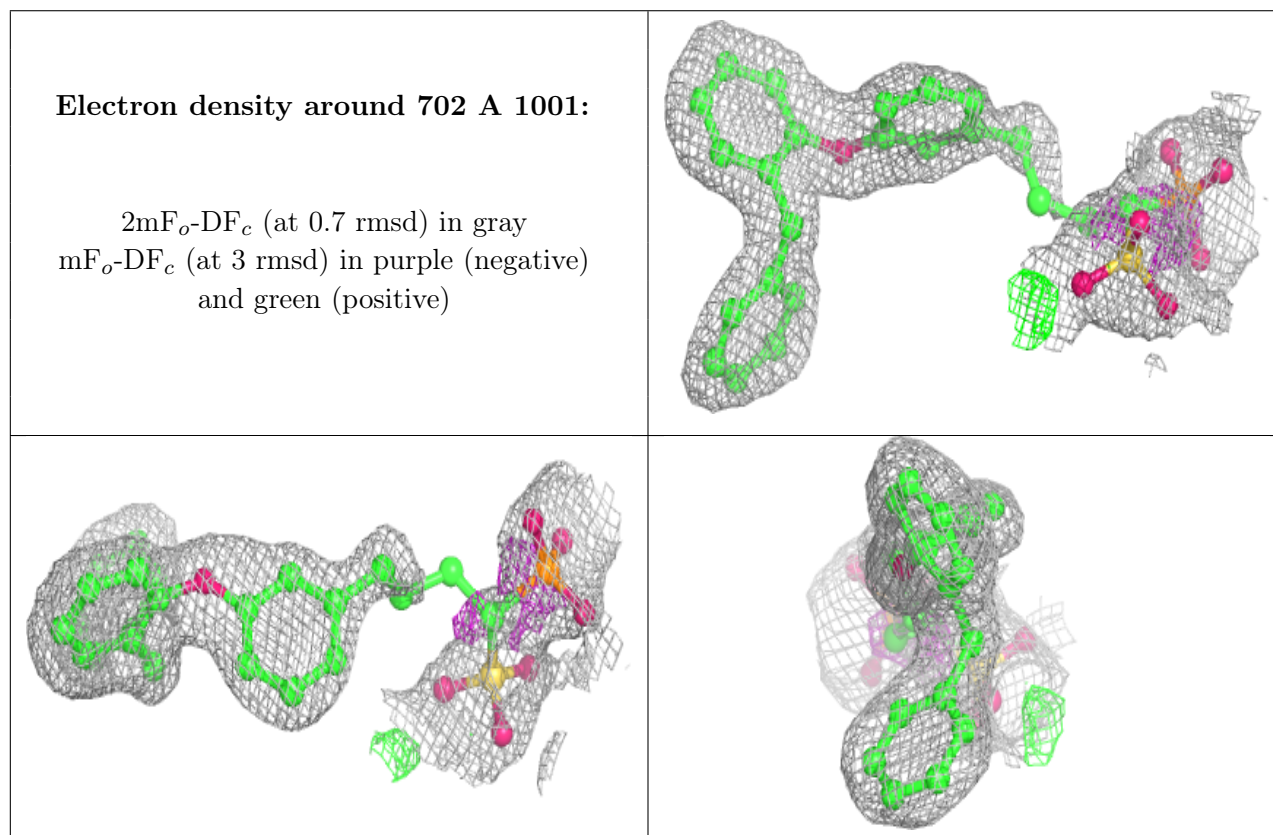 Electron density around 702 A 1001:
2mFo-DFc (at 0.7 rmsd) in gray
mFo-DFc (at 3 rmsd) in purple (negative)
and green (positive)